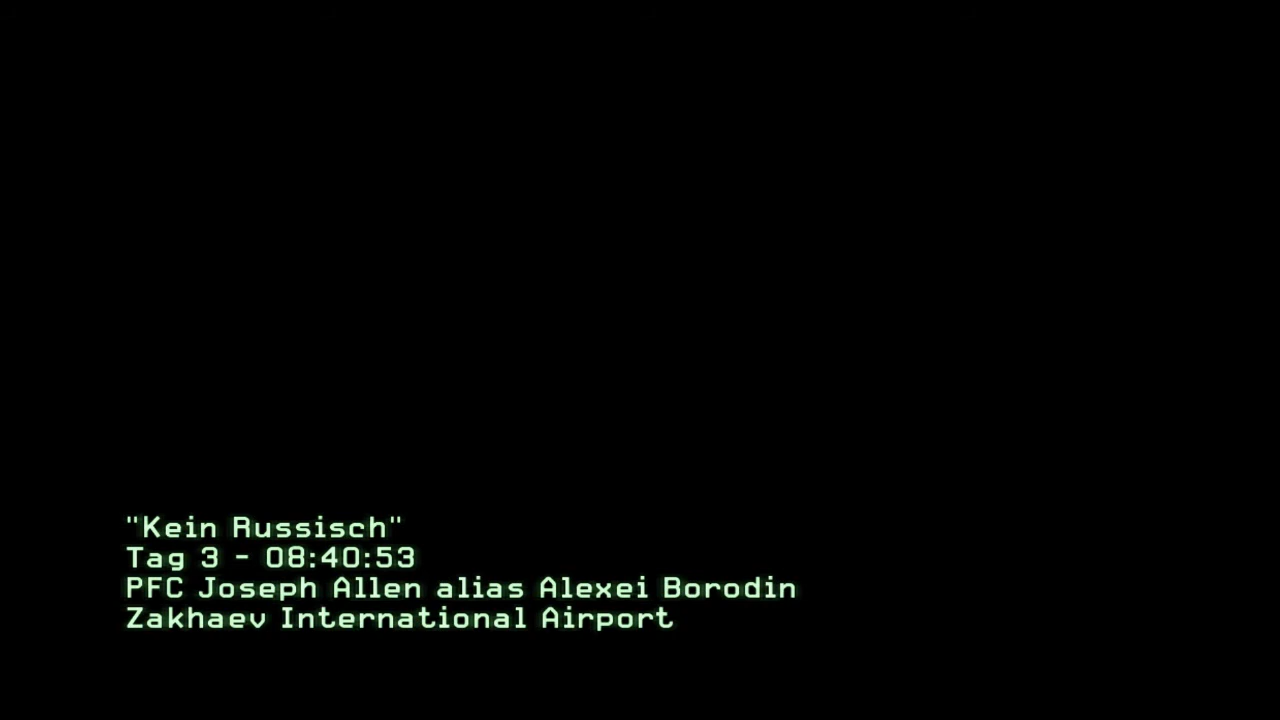 "Kein Russisch"
Tag 3 - 08:40:53
PFC Joseph Allen alias Alexei Borodin
Zakhaev International Airport